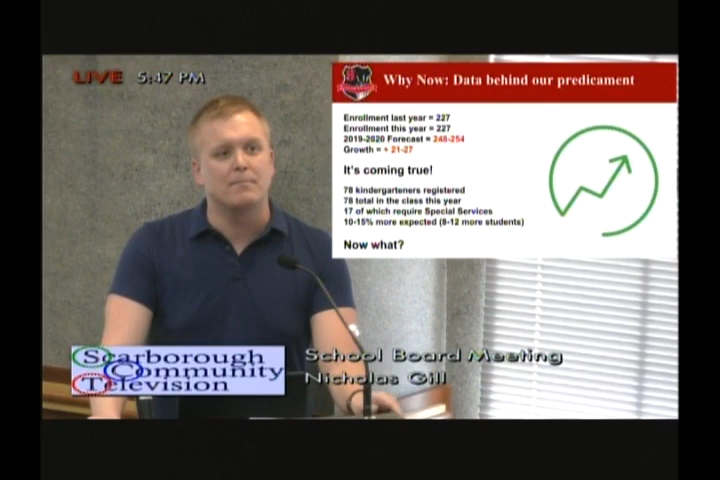 LIVE 5:47 PM
Why Now: Data behind our predicament
Enrollment last year = 227
Enrollment this year = 227
2019-2020 Forecast = 248-254
Growth = + 21-27
It's coming true!
78 kindergarteners registered
78 total in the class this year
17 of which require Special Services
10-15% more expected (8-12 more students)
Now what?
Scarborough
Community
Television
School Board Meeting
Nicholas Gill